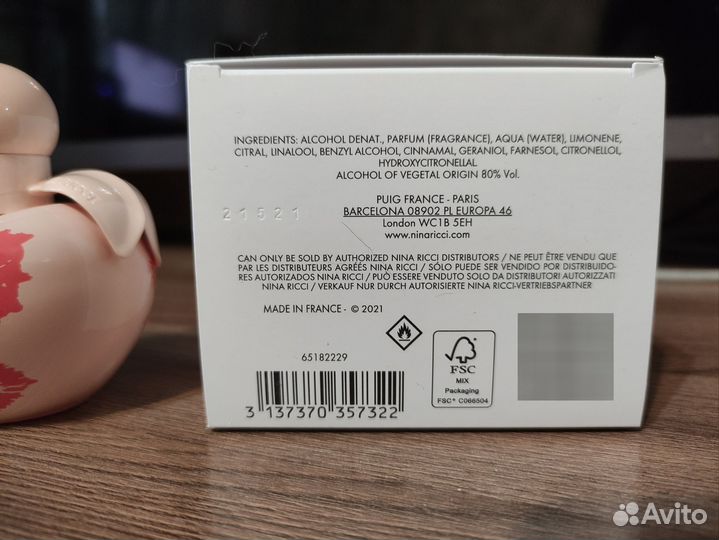 INGREDIENTS: ALCOHOL DENAT., PARFUM (FRAGRANCE), AQUA (WATER), LIMONENE,
CITRAL, LINALOOL, BENZYL ALCOHOL, CINNAMAL, GERANIOL, FARNESOL, CITRONELLOL,
HYDROXYCITRONELLAL
ALCOHOL OF VEGETAL ORIGIN 80% Vol.
PUIG FRANCE - PARIS
BARCELONA 08902 PL EUROPA 46
London WC1B 5EH
www.ninaricci.com
21521
CAN ONLY BE SOLD BY AUTHORIZED NINA RICCI DISTRIBUTORS / NE PEUT ÊTRE VENDU QUE
PAR LES DISTRIBUTEURS AGRÉÉS NINA RICCI / SÓLO PUEDE SER VENDIDO POR DISTRIBUIDO-
RES AUTORIZADOS NINA RICCI / PUÒ ESSERE VENDUTO SOLO DA DISTRIBUTORI AUTORIZZATI
NINA RICCI / VERKAUF NUR DURCH AUTORISIERTE NINA RICCI-VERTRIEBSPARTNER
MADE IN FRANCE - © 2021
65182229
3 137370 357322
FSC
MIX
Packaging
FSC® C066504
Avito